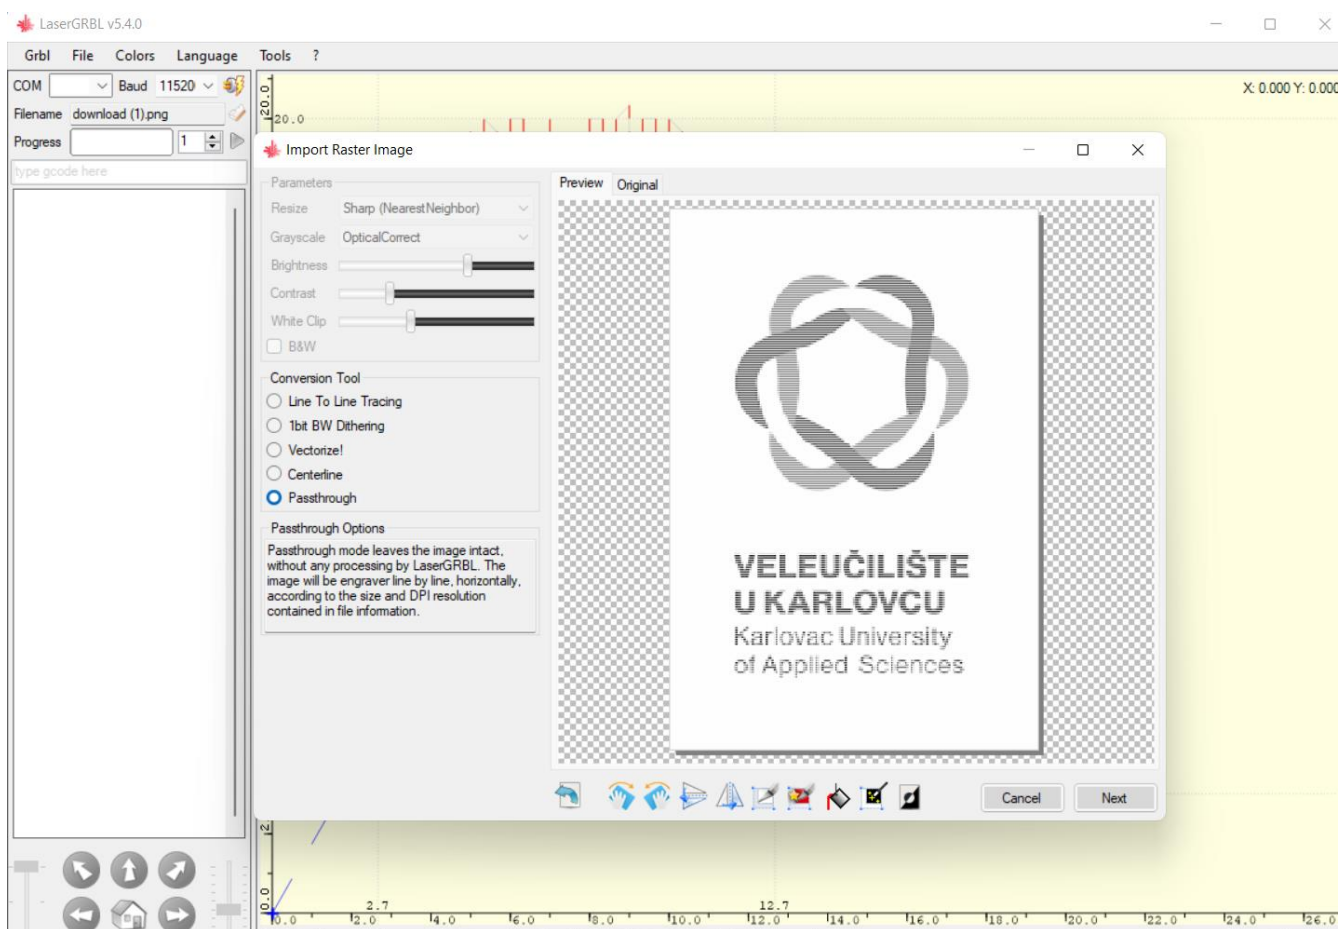 LaserGRBL v5.4.0
Grbl File Colors Language Tools ?
COM Baud 11520
Filename download (1).png
Progress 1
type gcode here
X: 0.000 Y: 0.000
20.0
20.0
Import Raster Image
Parameters
Resize Sharp (NearestNeighbor)
Grayscale OpticalCorrect
Brightness
Contrast
White Clip
B&W
Conversion Tool
Line To Line Tracing
1bit BW Dithering
Vectorize!
Centerline
Passthrough
Passthrough Options
Passthrough mode leaves the image intact,
without any processing by LaserGRBL. The
image will be engraver line by line, horizontally,
according to the size and DPI resolution
contained in file information.
Preview Original
VELEUČILIŠTE
U KARLOVCU
Karlovac University
of Applied Sciences
Cancel Next
0.0
2.7 12.7
0.0 2.0 4.0 6.0 8.0 10.0 12.0 14.0 16.0 18.0 20.0 22.0 24.0 26.0